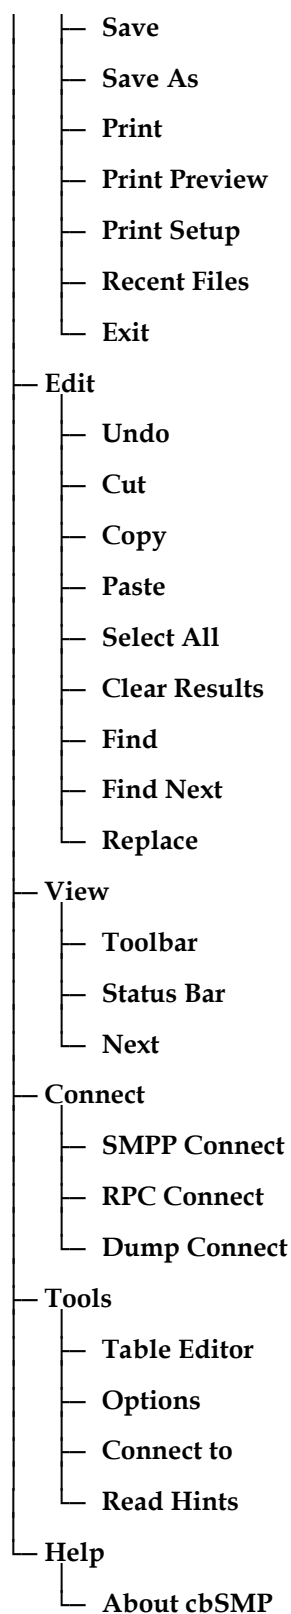 Save
Save As
Print
Print Preview
Print Setup
Recent Files
Exit
Edit
Undo
Cut
Copy
Paste
Select All
Clear Results
Find
Find Next
Replace
View
Toolbar
Status Bar
Next
Connect
SMPP Connect
RPC Connect
Dump Connect
Tools
Table Editor
Options
Connect to
Read Hints
Help
About cbSMP